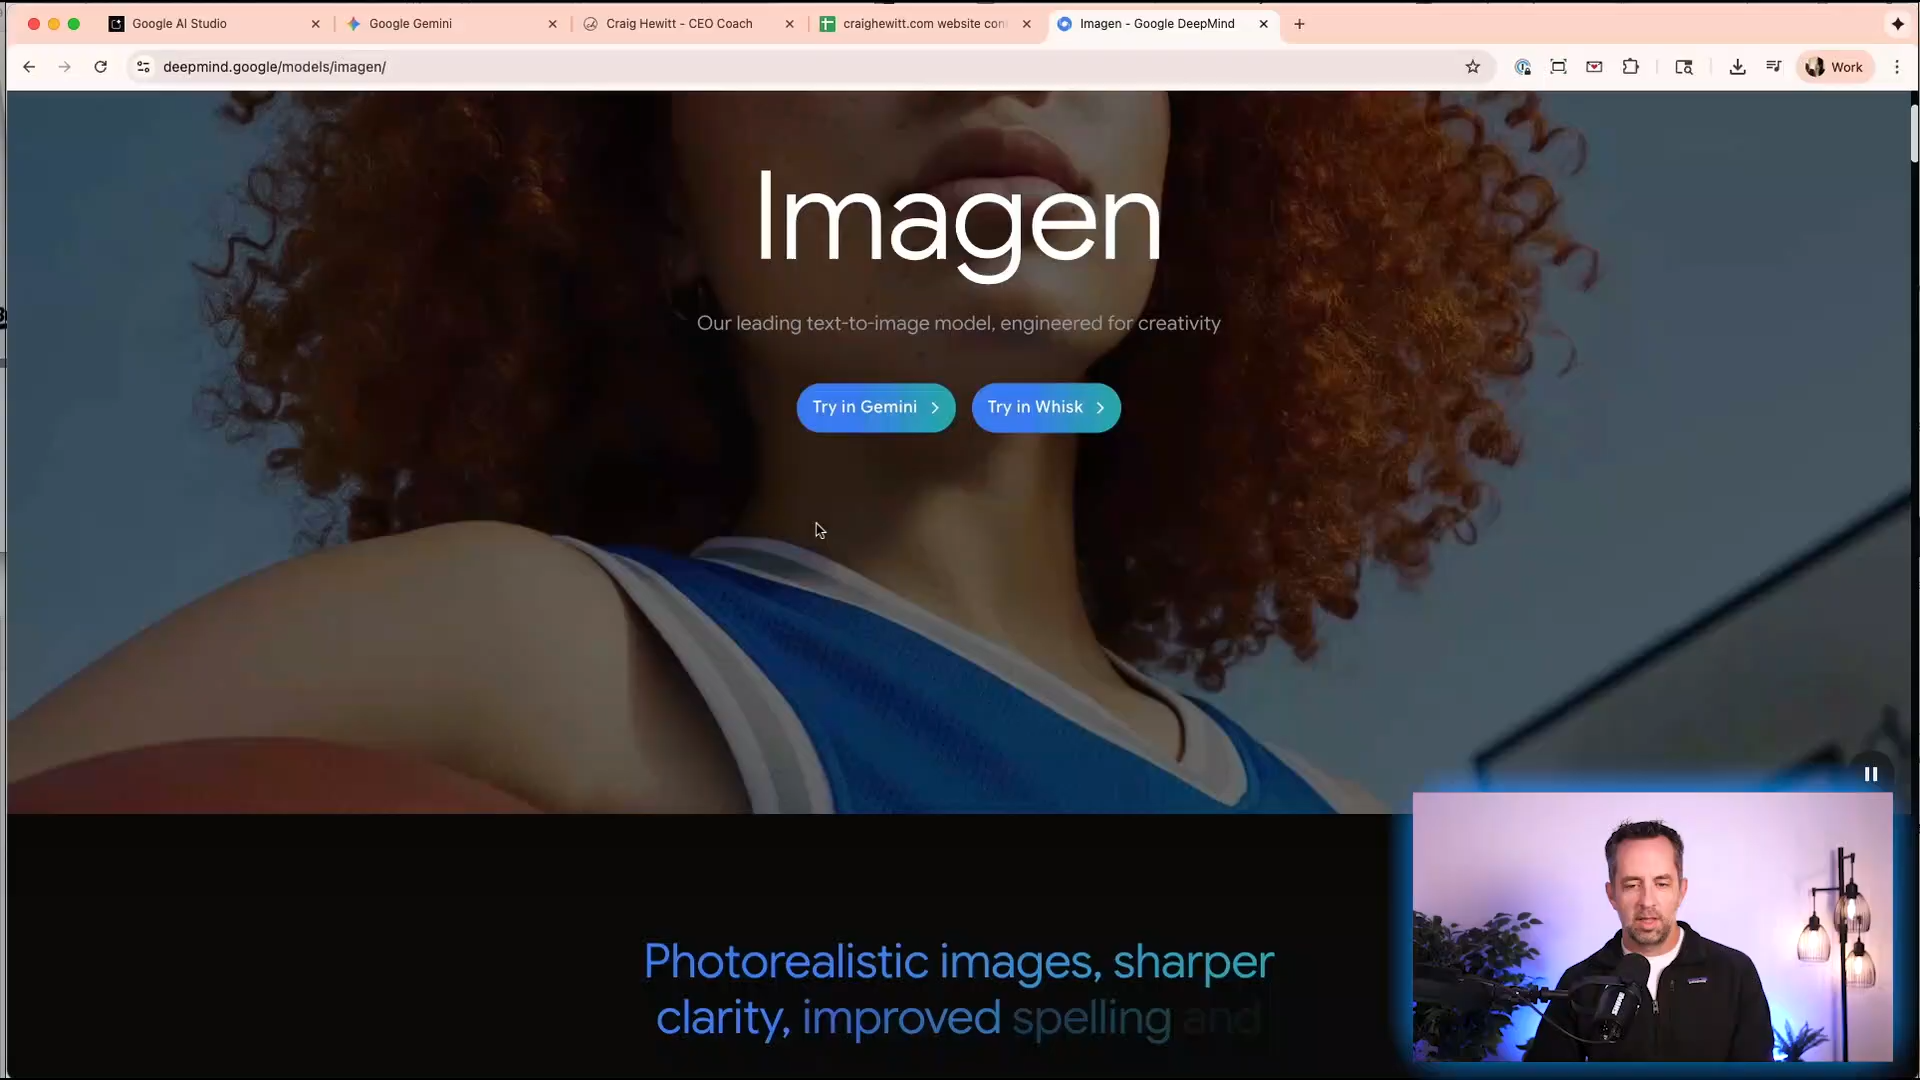 Google AI Studio
Google Gemini
Craig Hewitt - CEO Coach
craighewitt.com website con
Imagen - Google DeepMind
deepmind.google/models/imagen/
Work
Imagen
Our leading text-to-image model, engineered for creativity
Try in Gemini
Try in Whisk
Photorealistic images, sharper
clarity, improved spelling and